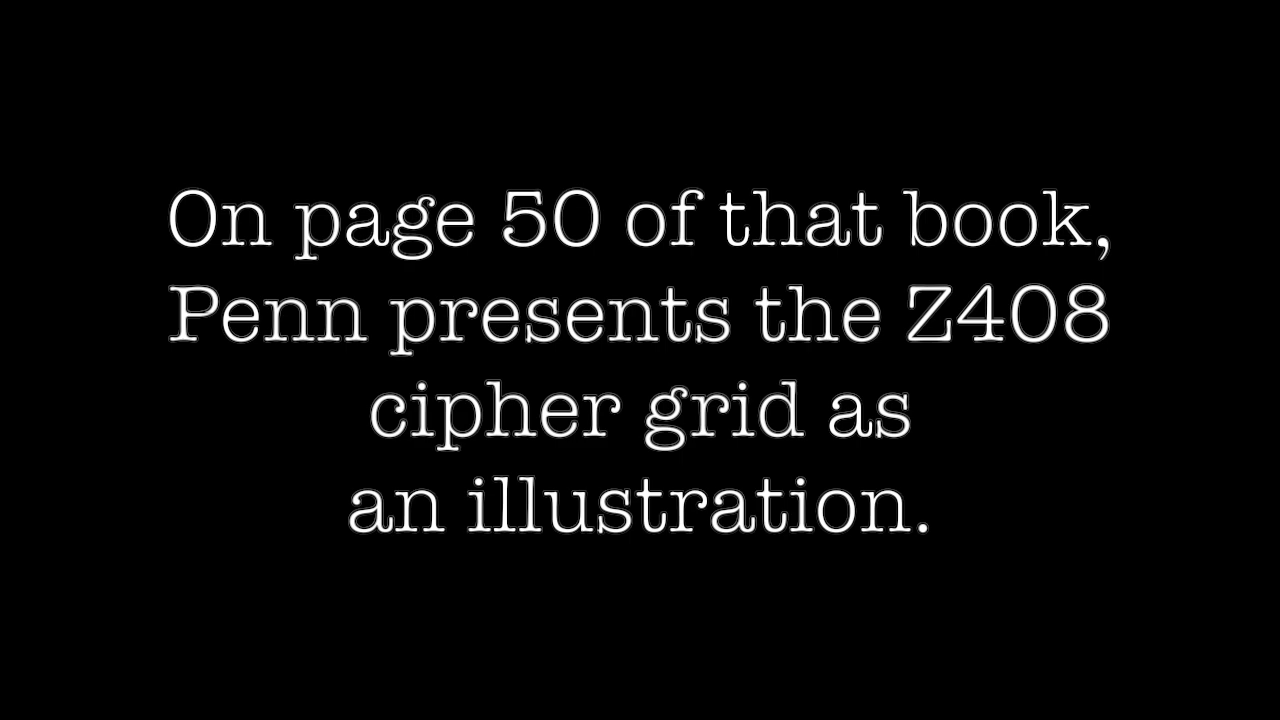 On page 50 of that book,
Penn presents the Z408
cipher grid as
an illustration.